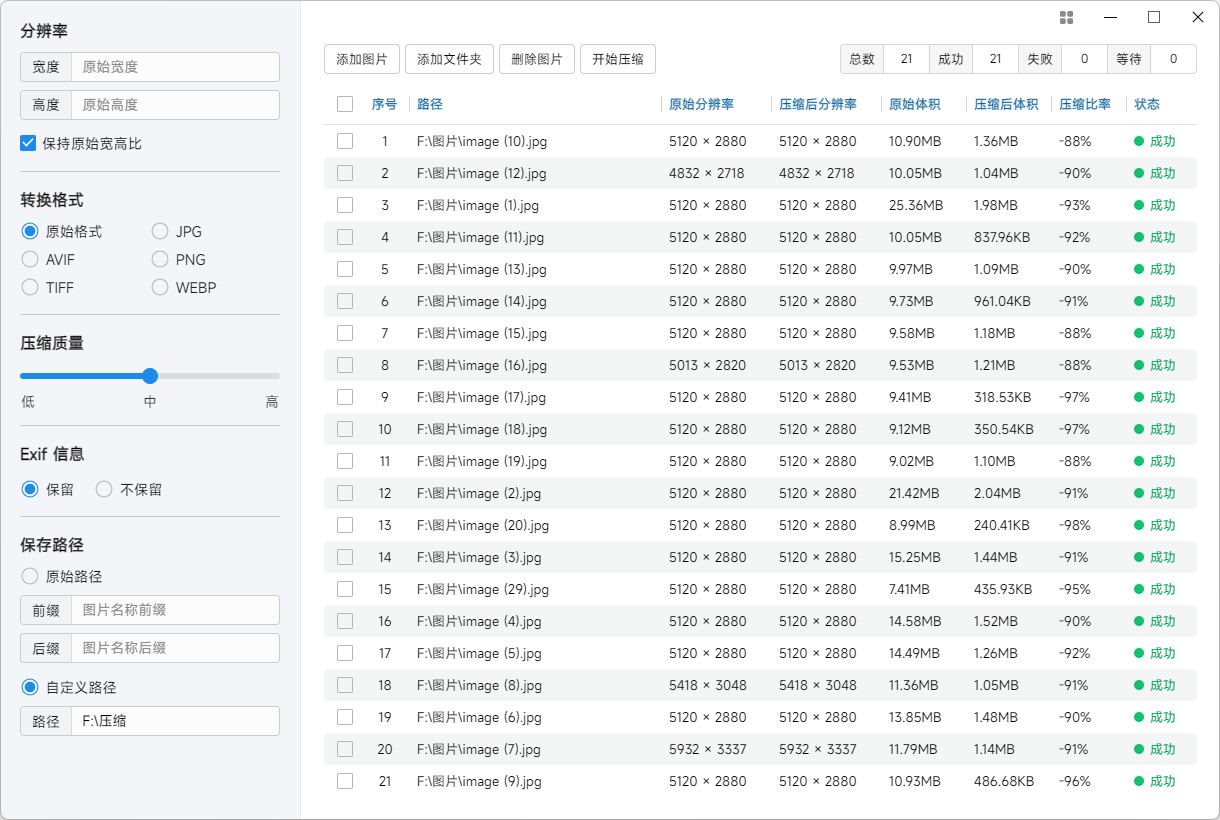 分辨率
宽度 原始宽度
高度 原始高度
保持原始宽高比
转换格式
原始格式 JPG
AVIF PNG
TIFF WEBP
压缩质量
低 中 高
Exif 信息
保留 不保留
保存路径
原始路径
前缀 图片名称前缀
后缀 图片名称后缀
自定义路径
路径 F:\压缩
添加图片 添加文件夹 删除图片 开始压缩 总数 21 成功 21 失败 0 等待 0
序号 路径 原始分辨率 压缩后分辨率 原始体积 压缩后体积 压缩比率 状态
1 F:\图片\image (10).jpg 5120 × 2880 5120 × 2880 10.90MB 1.36MB -88% 成功
2 F:\图片\image (12).jpg 4832 × 2718 4832 × 2718 10.05MB 1.04MB -90% 成功
3 F:\图片\image (1).jpg 5120 × 2880 5120 × 2880 25.36MB 1.98MB -93% 成功
4 F:\图片\image (11).jpg 5120 × 2880 5120 × 2880 10.05MB 837.96KB -92% 成功
5 F:\图片\image (13).jpg 5120 × 2880 5120 × 2880 9.97MB 1.09MB -90% 成功
6 F:\图片\image (14).jpg 5120 × 2880 5120 × 2880 9.73MB 961.04KB -91% 成功
7 F:\图片\image (15).jpg 5120 × 2880 5120 × 2880 9.58MB 1.18MB -88% 成功
8 F:\图片\image (16).jpg 5013 × 2820 5013 × 2820 9.53MB 1.21MB -88% 成功
9 F:\图片\image (17).jpg 5120 × 2880 5120 × 2880 9.41MB 318.53KB -97% 成功
10 F:\图片\image (18).jpg 5120 × 2880 5120 × 2880 9.12MB 350.54KB -97% 成功
11 F:\图片\image (19).jpg 5120 × 2880 5120 × 2880 9.02MB 1.10MB -88% 成功
12 F:\图片\image (2).jpg 5120 × 2880 5120 × 2880 21.42MB 2.04MB -91% 成功
13 F:\图片\image (20).jpg 5120 × 2880 5120 × 2880 8.99MB 240.41KB -98% 成功
14 F:\图片\image (3).jpg 5120 × 2880 5120 × 2880 15.25MB 1.44MB -91% 成功
15 F:\图片\image (29).jpg 5120 × 2880 5120 × 2880 7.41MB 435.93KB -95% 成功
16 F:\图片\image (4).jpg 5120 × 2880 5120 × 2880 14.58MB 1.52MB -90% 成功
17 F:\图片\image (5).jpg 5120 × 2880 5120 × 2880 14.49MB 1.26MB -92% 成功
18 F:\图片\image (8).jpg 5418 × 3048 5418 × 3048 11.36MB 1.05MB -91% 成功
19 F:\图片\image (6).jpg 5120 × 2880 5120 × 2880 13.85MB 1.48MB -90% 成功
20 F:\图片\image (7).jpg 5932 × 3337 5932 × 3337 11.79MB 1.14MB -91% 成功
21 F:\图片\image (9).jpg 5120 × 2880 5120 × 2880 10.93MB 486.68KB -96% 成功